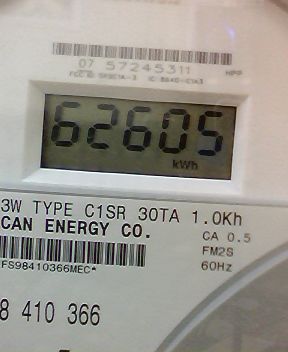 07 57245311
HPP
62605
kWh
3W TYPE C1SR 30TA 1.0Kh
CAN ENERGY CO.
CA 0.5
FM2S
60Hz
FS98410366MEC*
8 410 366